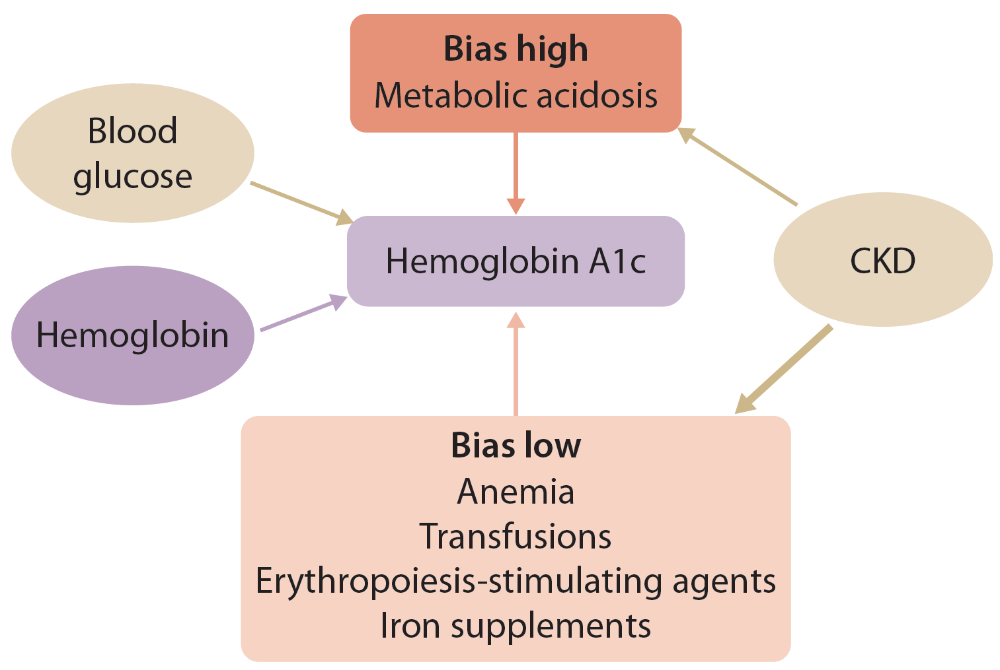 Bias high
Metabolic acidosis
Blood
glucose
Hemoglobin A1c
CKD
Hemoglobin
Bias low
Anemia
Transfusions
Erythropoiesis-stimulating agents
Iron supplements